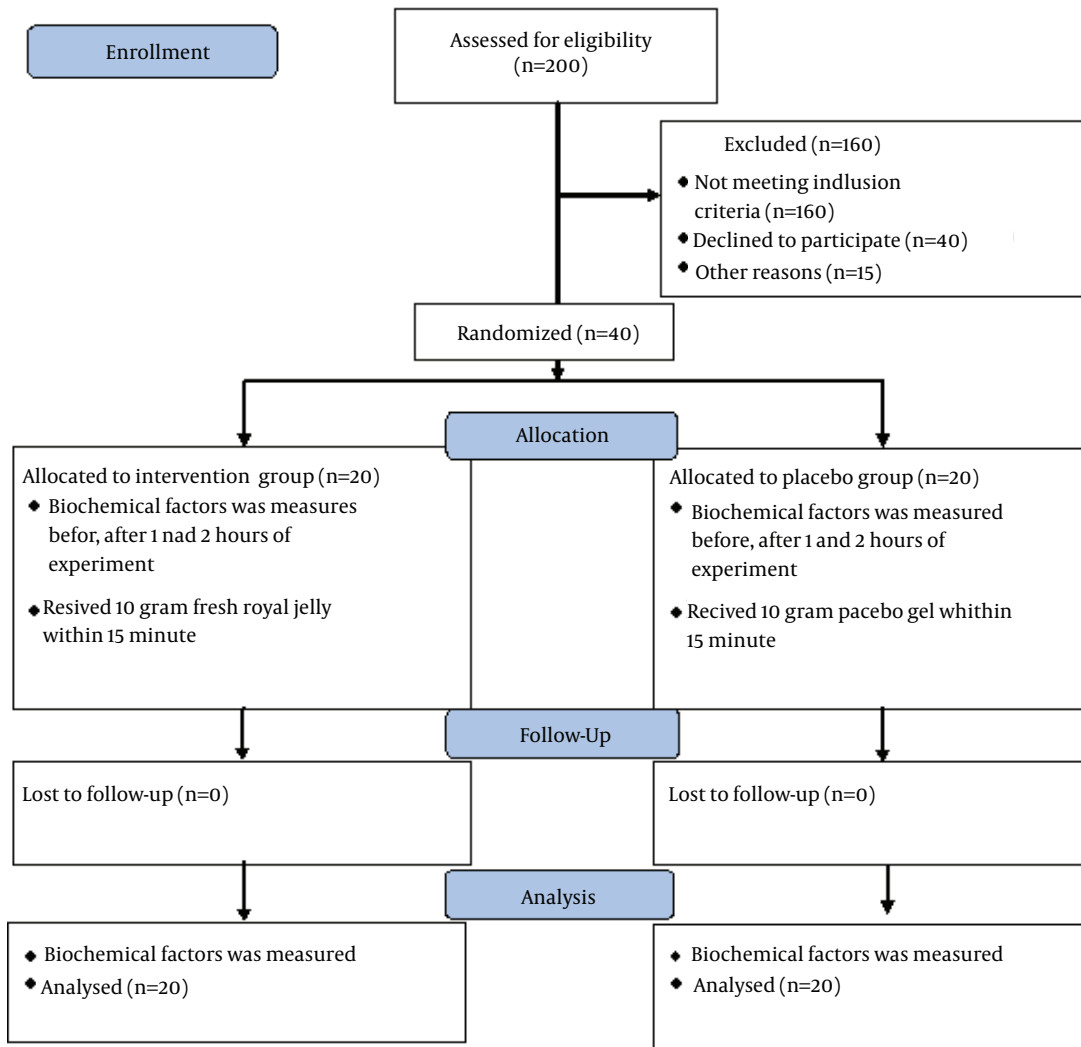 Enrollment
Assessed for eligibility
(n=200)
Excluded (n=160)
Not meeting indlusion
criteria (n=160)
Declined to participate (n=40)
Other reasons (n=15)
Randomized (n=40)
Allocation
Allocated to intervention group (n=20)
Biochemical factors was measures
befor, after 1 nad 2 hours of
experiment
Resived 10 gram fresh royal jelly
within 15 minute
Allocated to placebo group (n=20)
Biochemical factors was measured
before, after 1 and 2 hours of
experiment
Recived 10 gram pacebo gel whithin
15 minute
Follow-Up
Lost to follow-up (n=0)
Lost to follow-up (n=0)
Analysis
Biochemical factors was measured
Analysed (n=20)
Biochemical factors was measured
Analysed (n=20)